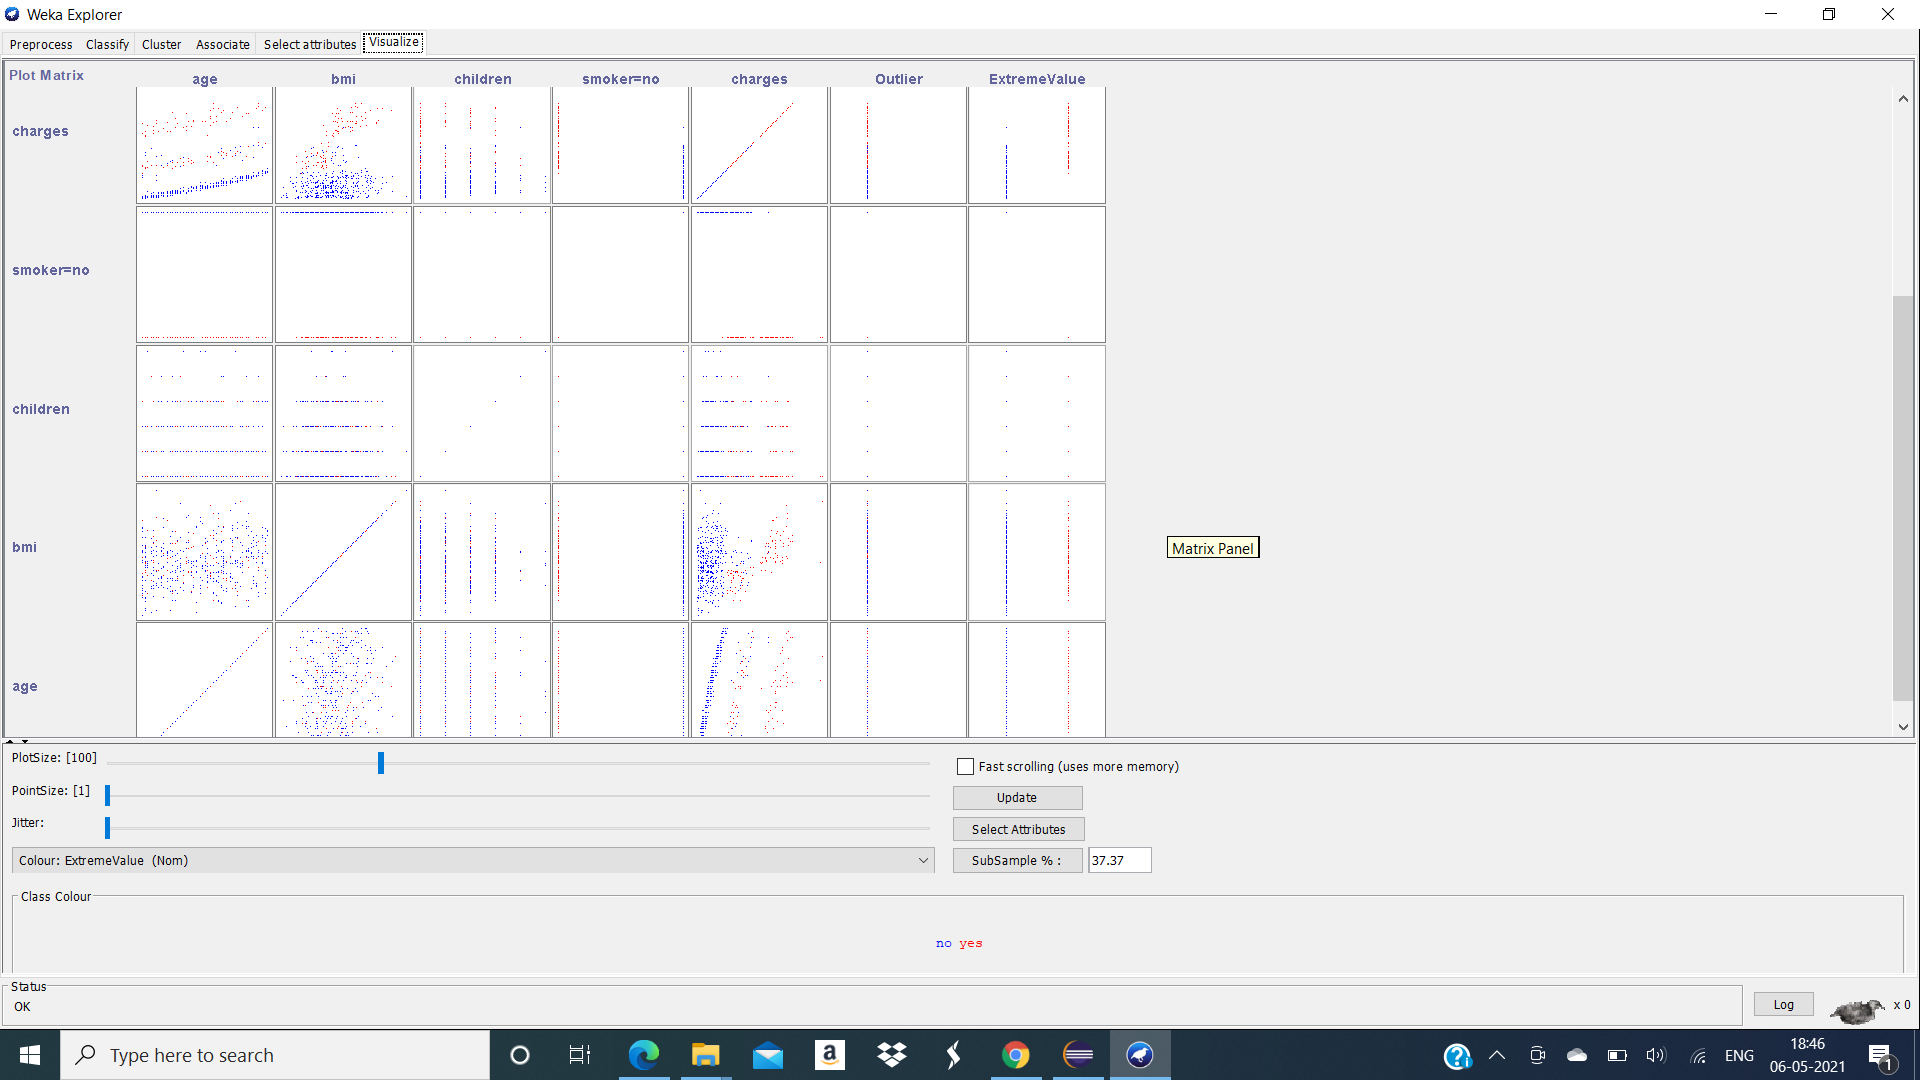 Weka Explorer
Preprocess Classify Cluster Associate Select attributes Visualize
Plot Matrix age bmi children smoker=no charges Outlier ExtremeValue
charges
smoker=no
children
bmi
Matrix Panel
age
PlotSize: [100]
Fast scrolling (uses more memory)
PointSize: [1]
Update
Jitter:
Select Attributes
Colour: ExtremeValue (Nom)
SubSample % : 37.37
Class Colour
no yes
Status
OK
Log
x 0
Type here to search
a
ENG
18:46
06-05-2021
1